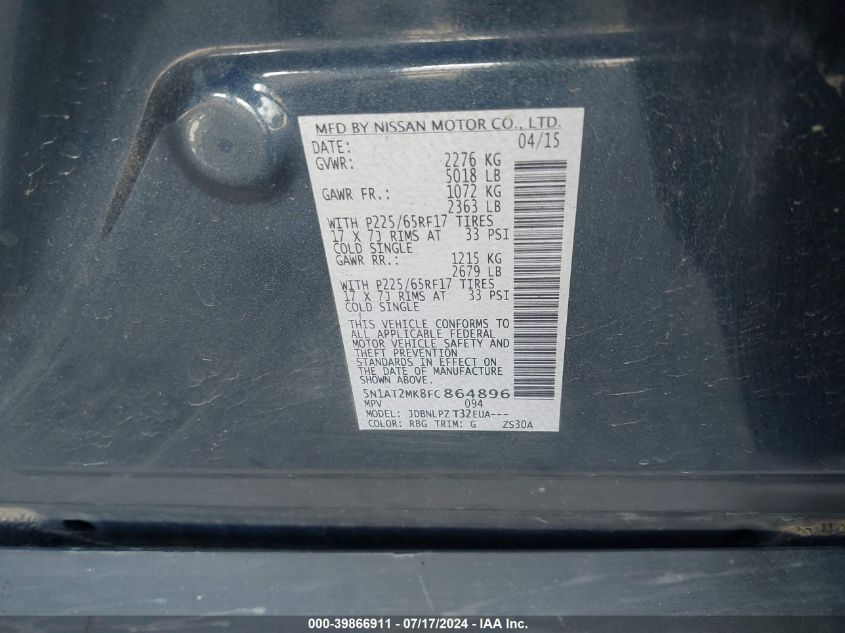 MFD BY NISSAN MOTOR CO., LTD.
DATE: 04/15
GVWR: 2276 KG
5018 LB
GAWR FR.: 1072 KG
2363 LB
WITH P225/65RF17 TIRES
17 X 7J RIMS AT 33 PSI
COLD SINGLE
GAWR RR.: 1215 KG
2679 LB
WITH P225/65RF17 TIRES
17 X 7J RIMS AT 33 PSI
COLD SINGLE
THIS VEHICLE CONFORMS TO
ALL APPLICABLE FEDERAL
MOTOR VEHICLE SAFETY AND
THEFT PREVENTION
STANDARDS IN EFFECT ON
THE DATE OF MANUFACTURE
SHOWN ABOVE.
5N1AT2MK8FC864896
MPV 094
MODEL: JDBNLPZ T32EUA---
COLOR: RBG TRIM: G ZS30A
000-39866911 / 07/17/2024 - IAA Inc.